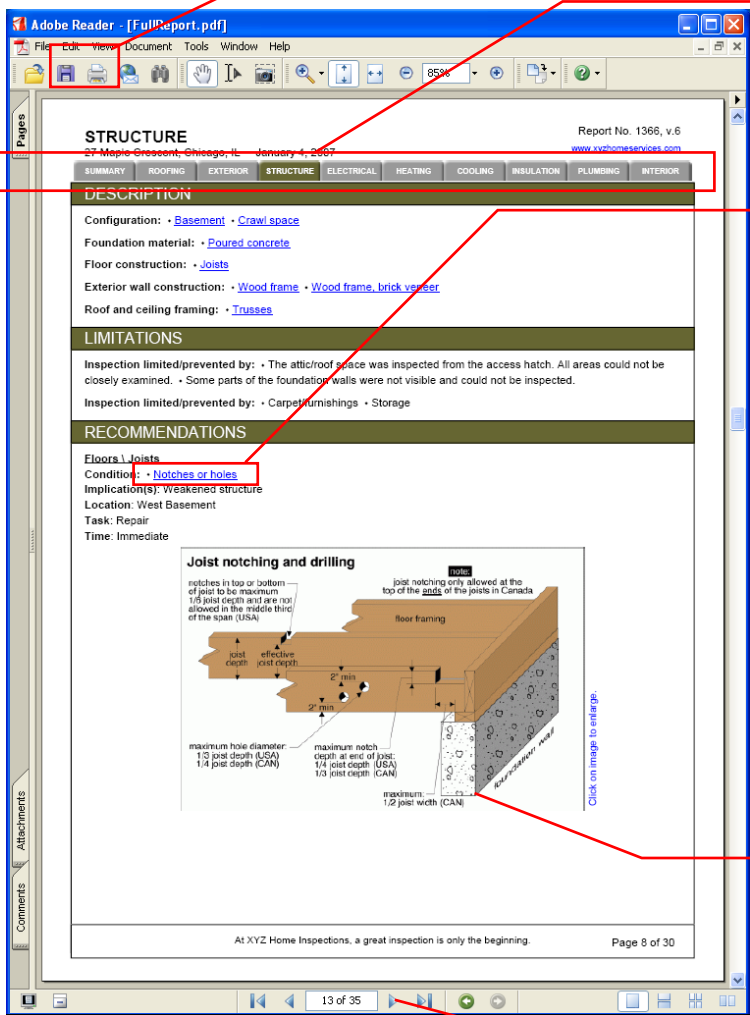 Adobe Reader - [FullReport.pdf]
File Edit View Document Tools Window Help
85%
Pages
STRUCTURE
Report No. 1366, v.6
27 Maple Crescent, Chicago, IL January 4, 2007
www.xyzhomeservices.com
SUMMARY ROOFING EXTERIOR STRUCTURE ELECTRICAL HEATING COOLING INSULATION PLUMBING INTERIOR
DESCRIPTION
Configuration: • Basement • Crawl space
Foundation material: • Poured concrete
Floor construction: • Joists
Exterior wall construction: • Wood frame • Wood frame, brick veneer
Roof and ceiling framing: • Trusses
LIMITATIONS
Inspection limited/prevented by: • The attic/roof space was inspected from the access hatch. All areas could not be
closely examined. • Some parts of the foundation walls were not visible and could not be inspected.
Inspection limited/prevented by: • Carpet/furnishings • Storage
RECOMMENDATIONS
Floors \ Joists
Condition: • Notches or holes
Implication(s): Weakened structure
Location: West Basement
Task: Repair
Time: Immediate
Joist notching and drilling
notches in top or bottom
of joist to be maximum
1/6 joist depth and are not
allowed in the middle third
of the span (USA)
note:
joist notching only allowed at the
top of the ends of the joists in Canada
floor framing
joist
depth
effective
joist depth
2" min
2" min
maximum hole diameter:
1/3 joist depth (USA)
1/4 joist depth (CAN)
maximum notch
depth at end of joist:
1/4 joist depth (USA)
1/3 joist depth (CAN)
maximum:
1/2 joist width (CAN)
foundation wall
Click on image to enlarge.
Attachments
Comments
At XYZ Home Inspections, a great inspection is only the beginning.
Page 8 of 30
13 of 35